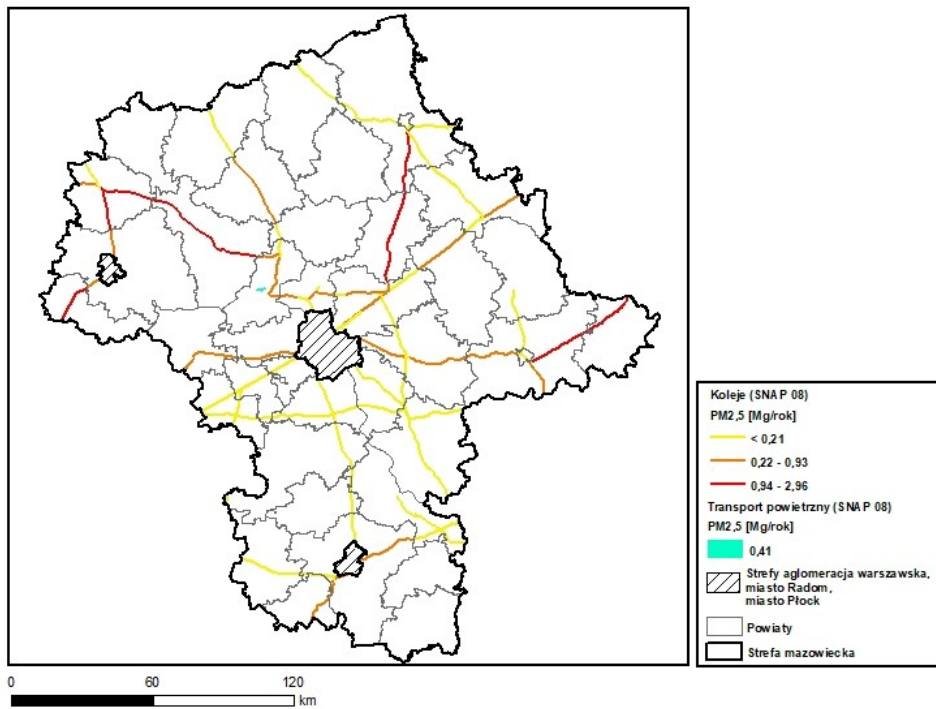 Koleje (SNAP 08)
PM2,5 [Mg/rok]
< 0,21
0,22 - 0,93
0,94 - 2,96
Transport powietrzny (SNAP 08)
PM2,5 [Mg/rok]
0,41
Strefy aglomeracja warszawska,
miasto Radom,
miasto Płock
Powiaty
Strefa mazowiecka
0 60 120
km